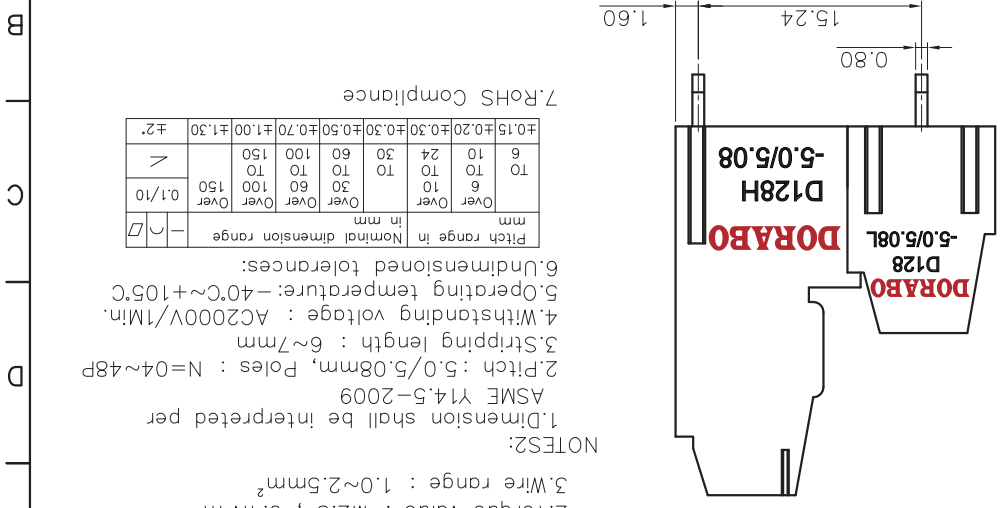 3.Wire range : 1.0~2.5mm²
NOTES2:
1.Dimension shall be interpreted per
ASME Y14.5-2009
2.Pitch :5.0/5.08mm, Poles : N=04~48P
3.Stripping length : 6~7mm
4.Withstanding voltage : AC2000V/1Min.
5.Operating temperature:-40°C~+105°C
6.Undimensioned tolerances:
Pitch range in Nominal dimension range
mm in mm
Over Over Over Over Over Over 0.1/10
TO 6 10 TO 30 60 100 150
TO TO TO TO TO
6 10 24 30 60 100 150 ∠
±0.15 ±0.20 ±0.30 ±0.30 ±0.50 ±0.70 ±1.00 ±1.30 ±2°
7.RoHS Compliance
DORABO
D128
-5.0/5.08L
DORABO
D128H
-5.0/5.08
0.80
15.24
1.60
D
C
B